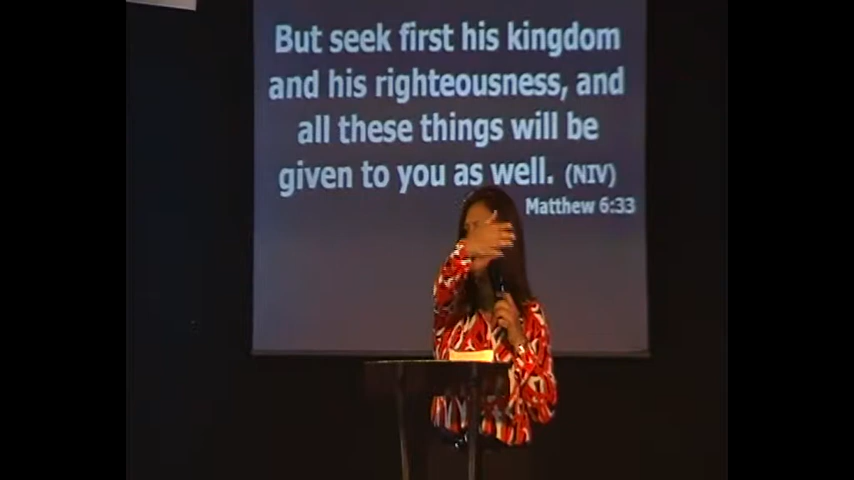 But seek first his kingdom
and his righteousness, and
all these things will be
given to you as well. (NIV)
Matthew 6:33